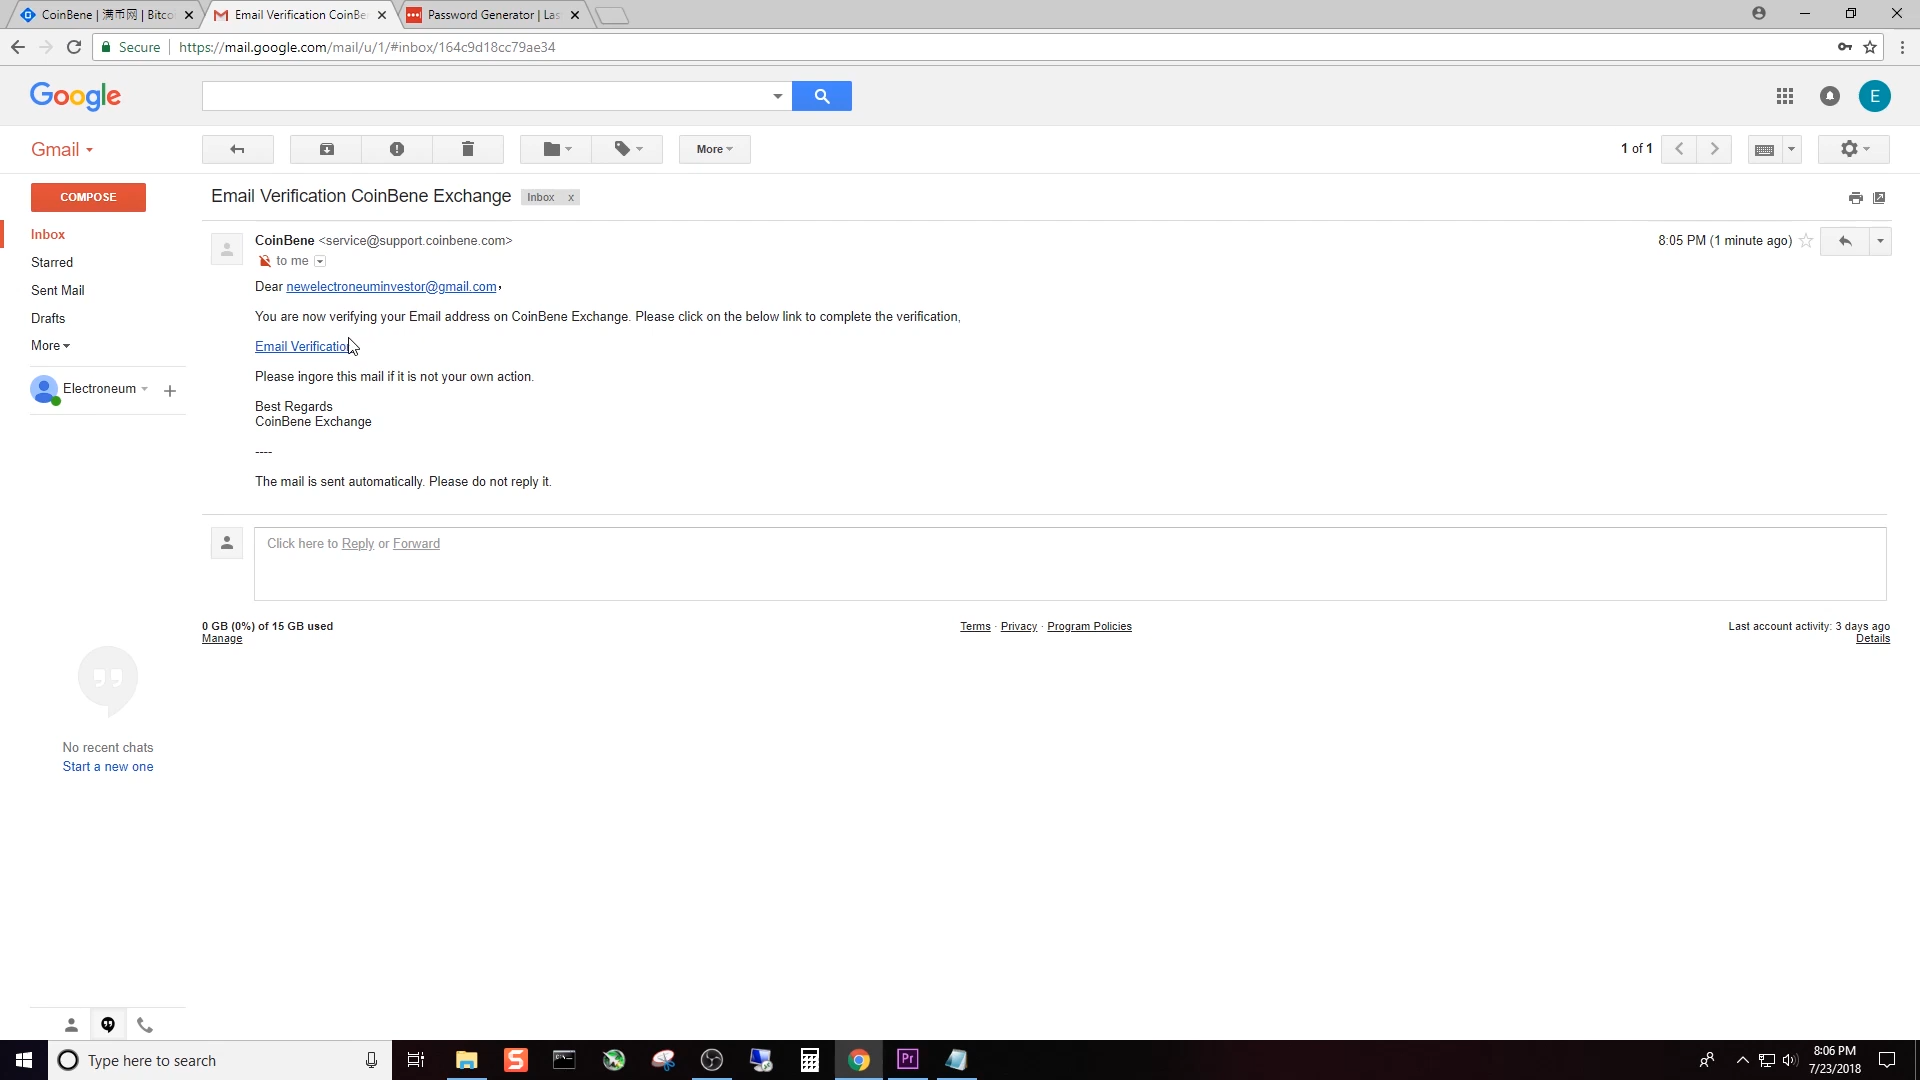 CoinBene | 满币网 | Bitco
Email Verification CoinBe
Password Generator | Las
Secure
https://mail.google.com/mail/u/1/#inbox/164c9d18cc79ae34
Google
E
Gmail
More
1 of 1
COMPOSE
Email Verification CoinBene Exchange
Inbox x
Inbox
Starred
Sent Mail
Drafts
More
Electroneum
CoinBene <service@support.coinbene.com>
8:05 PM (1 minute ago)
to me
Dear newelectroneuminvestor@gmail.com,
You are now verifying your Email address on CoinBene Exchange. Please click on the below link to complete the verification,
Email Verification
Please ingore this mail if it is not your own action.
Best Regards
CoinBene Exchange
----
The mail is sent automatically. Please do not reply it.
Click here to Reply or Forward
0 GB (0%) of 15 GB used
Manage
Terms · Privacy · Program Policies
Last account activity: 3 days ago
Details
No recent chats
Start a new one
Type here to search
Pr
8:06 PM
7/23/2018